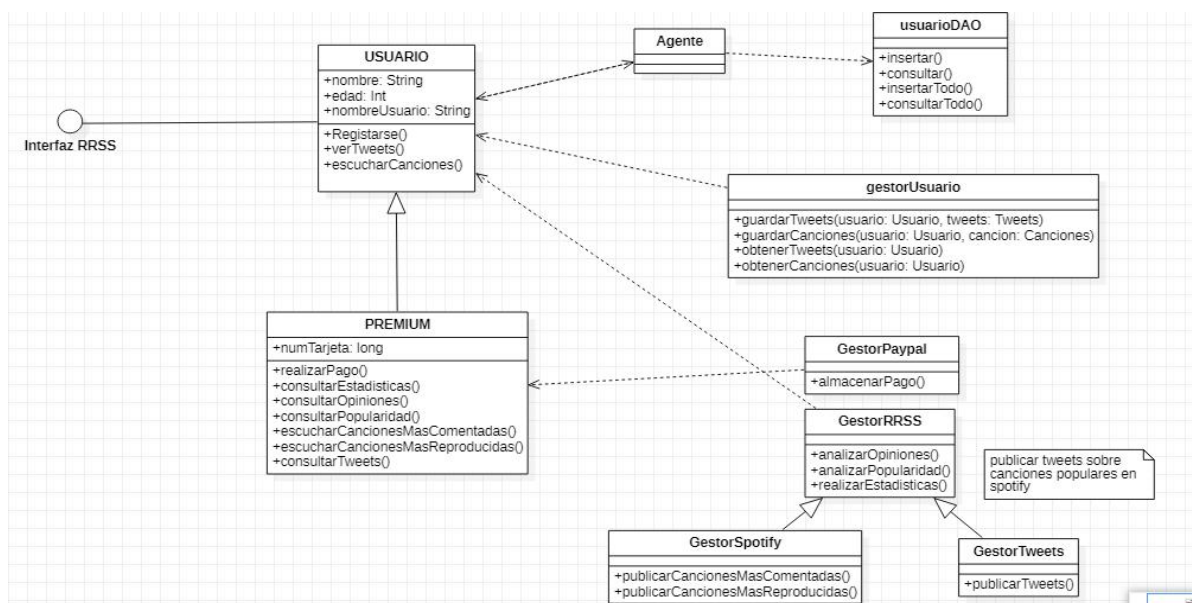 USUARIO
+nombre: String
+edad: Int
+nombreUsuario: String
+Registarse()
+verTweets()
+escucharCanciones()
Interfaz RRSS
Agente
usuarioDAO
+insertar()
+consultar()
+insertarTodo()
+consultarTodo()
gestorUsuario
+guardarTweets(usuario: Usuario, tweets: Tweets)
+guardarCanciones(usuario: Usuario, cancion: Canciones)
+obtenerTweets(usuario: Usuario)
+obtenerCanciones(usuario: Usuario)
PREMIUM
+numTarjeta: long
+realizarPago()
+consultarEstadisticas()
+consultarOpiniones()
+consultarPopularidad()
+escucharCancionesMasComentadas()
+escucharCancionesMasReproducidas()
+consultarTweets()
GestorPaypal
+almacenarPago()
GestorRRSS
+analizarOpiniones()
+analizarPopularidad()
+realizarEstadisticas()
publicar tweets sobre
canciones populares en
spotify
GestorSpotify
+publicarCancionesMasComentadas()
+publicarCancionesMasReproducidas()
GestorTweets
+publicarTweets()